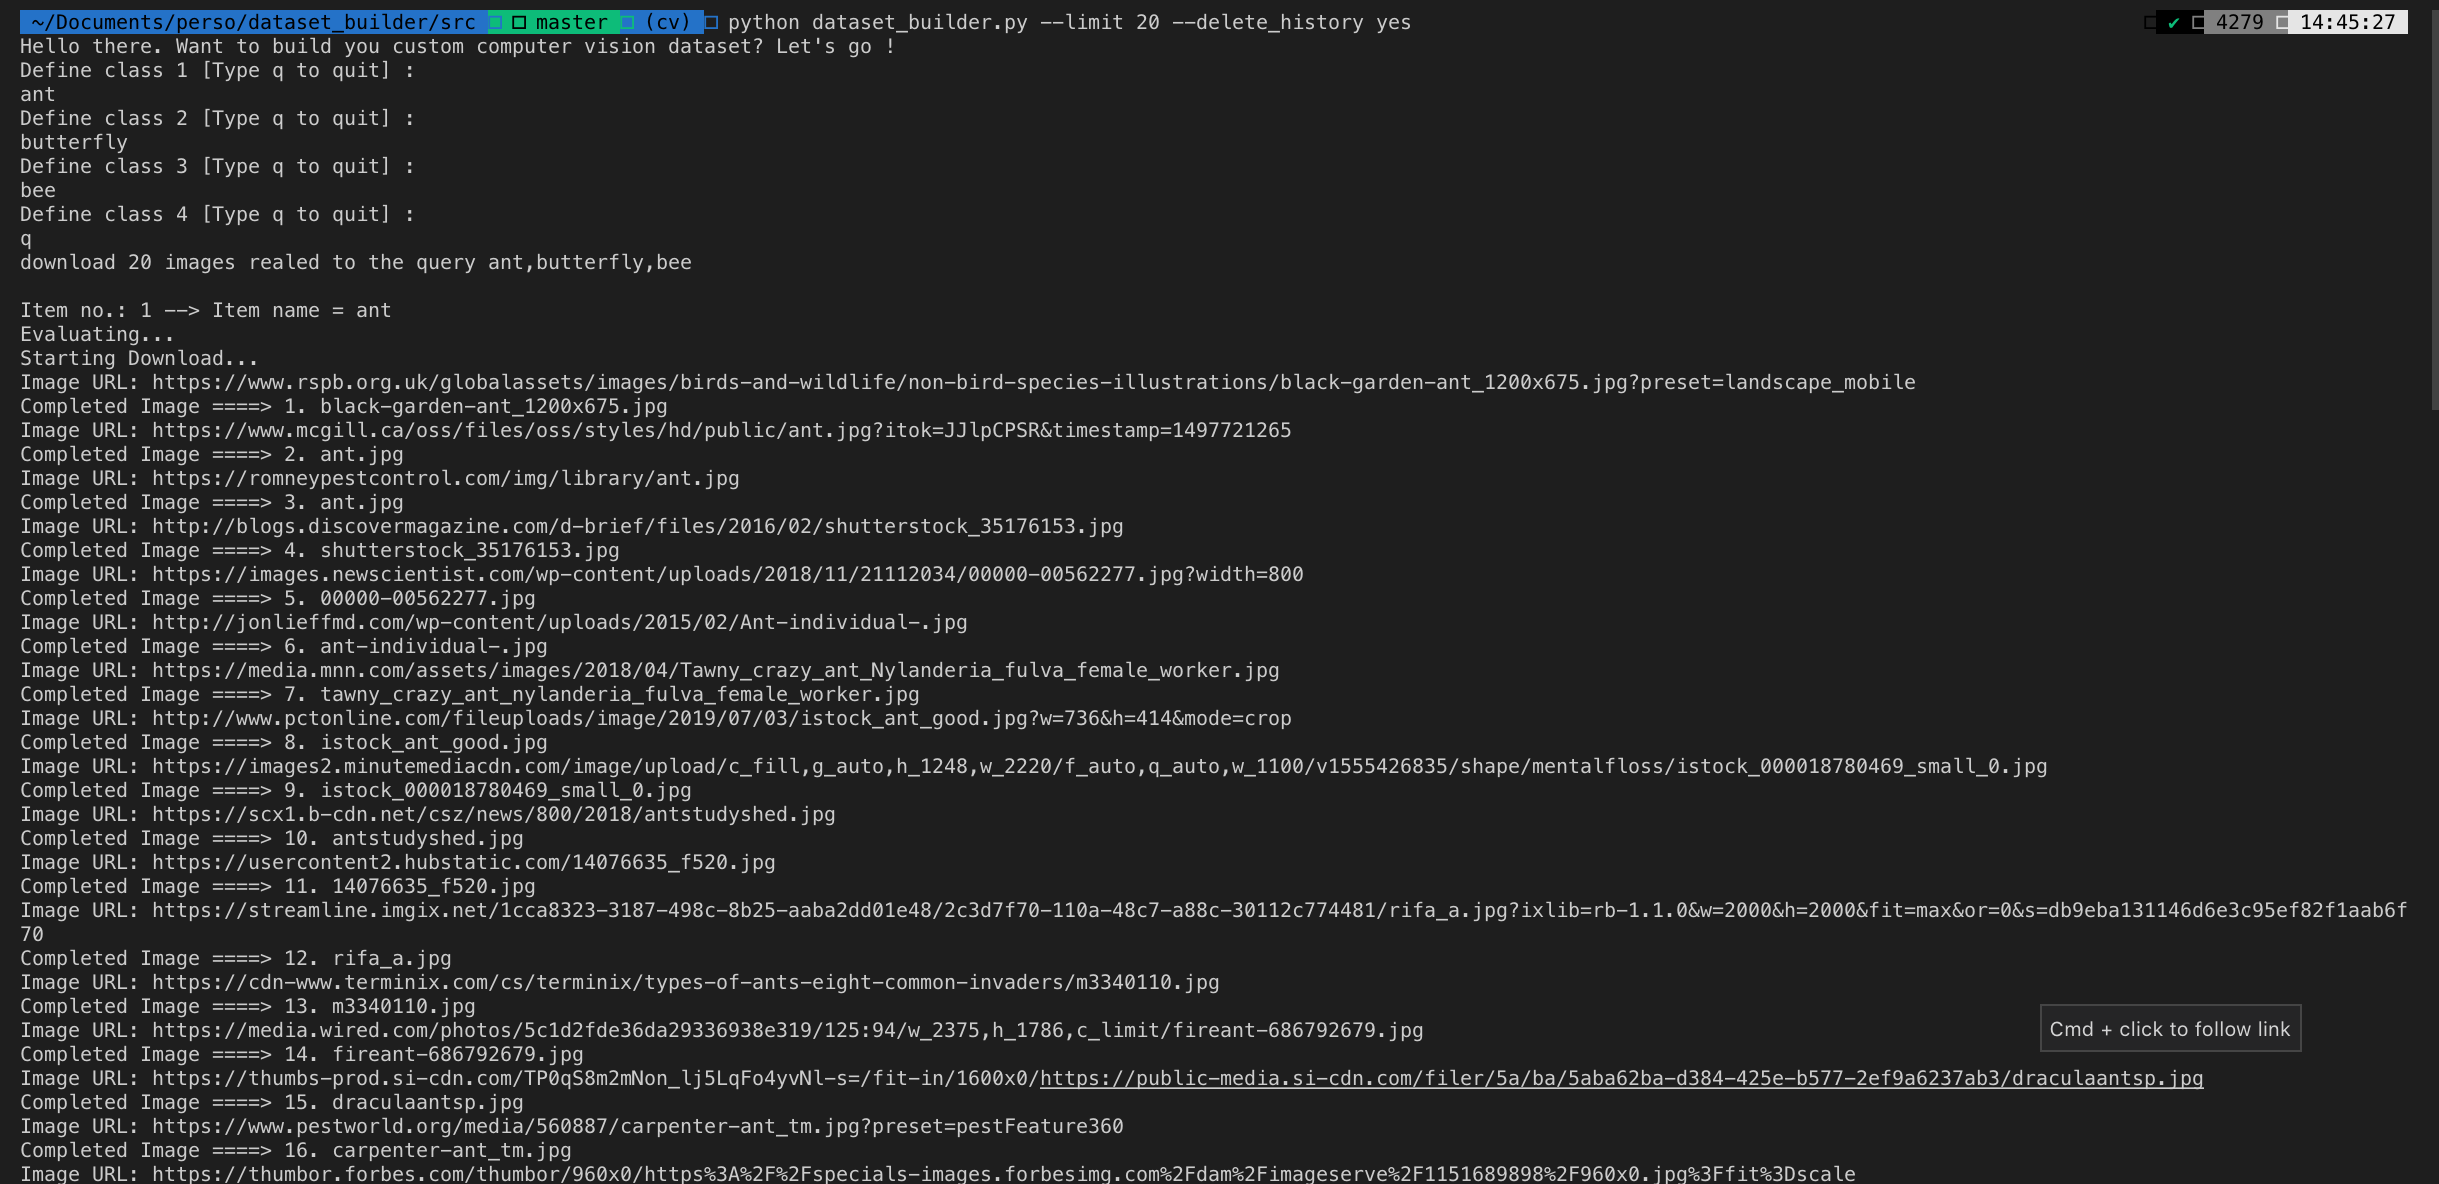 ~/Documents/perso/dataset_builder/src master (cv) python dataset_builder.py --limit 20 --delete_history yes ✔ 4279 14:45:27
Hello there. Want to build you custom computer vision dataset? Let's go !
Define class 1 [Type q to quit] :
ant
Define class 2 [Type q to quit] :
butterfly
Define class 3 [Type q to quit] :
bee
Define class 4 [Type q to quit] :
q
download 20 images realed to the query ant,butterfly,bee
Item no.: 1 --> Item name = ant
Evaluating...
Starting Download...
Image URL: https://www.rspb.org.uk/globalassets/images/birds-and-wildlife/non-bird-species-illustrations/black-garden-ant_1200x675.jpg?preset=landscape_mobile
Completed Image ====> 1. black-garden-ant_1200x675.jpg
Image URL: https://www.mcgill.ca/oss/files/oss/styles/hd/public/ant.jpg?itok=JJlpCPSR&timestamp=1497721265
Completed Image ====> 2. ant.jpg
Image URL: https://romneypestcontrol.com/img/library/ant.jpg
Completed Image ====> 3. ant.jpg
Image URL: http://blogs.discovermagazine.com/d-brief/files/2016/02/shutterstock_35176153.jpg
Completed Image ====> 4. shutterstock_35176153.jpg
Image URL: https://images.newscientist.com/wp-content/uploads/2018/11/21112034/00000-00562277.jpg?width=800
Completed Image ====> 5. 00000-00562277.jpg
Image URL: http://jonlieffmd.com/wp-content/uploads/2015/02/Ant-individual-.jpg
Completed Image ====> 6. ant-individual-.jpg
Image URL: https://media.mnn.com/assets/images/2018/04/Tawny_crazy_ant_Nylanderia_fulva_female_worker.jpg
Completed Image ====> 7. tawny_crazy_ant_nylanderia_fulva_female_worker.jpg
Image URL: http://www.pctonline.com/fileuploads/image/2019/07/03/istock_ant_good.jpg?w=736&h=414&mode=crop
Completed Image ====> 8. istock_ant_good.jpg
Image URL: https://images2.minutemediacdn.com/image/upload/c_fill,g_auto,h_1248,w_2220/f_auto,q_auto,w_1100/v1555426835/shape/mentalfloss/istock_000018780469_small_0.jpg
Completed Image ====> 9. istock_000018780469_small_0.jpg
Image URL: https://scx1.b-cdn.net/csz/news/800/2018/antstudyshed.jpg
Completed Image ====> 10. antstudyshed.jpg
Image URL: https://usercontent2.hubstatic.com/14076635_f520.jpg
Completed Image ====> 11. 14076635_f520.jpg
Image URL: https://streamline.imgix.net/1cca8323-3187-498c-8b25-aaba2dd01e48/2c3d7f70-110a-48c7-a88c-30112c774481/rifa_a.jpg?ixlib=rb-1.1.0&w=2000&h=2000&fit=max&or=0&s=db9eba131146d6e3c95ef82f1aab6f
70
Completed Image ====> 12. rifa_a.jpg
Image URL: https://cdn-www.terminix.com/cs/terminix/types-of-ants-eight-common-invaders/m3340110.jpg
Completed Image ====> 13. m3340110.jpg
Image URL: https://media.wired.com/photos/5c1d2fde36da29336938e319/125:94/w_2375,h_1786,c_limit/fireant-686792679.jpg
Cmd + click to follow link
Completed Image ====> 14. fireant-686792679.jpg
Image URL: https://thumbs-prod.si-cdn.com/TP0qS8m2mNon_lj5LqFo4yvNl-s=/fit-in/1600x0/https://public-media.si-cdn.com/filer/5a/ba/5aba62ba-d384-425e-b577-2ef9a6237ab3/draculaantsp.jpg
Completed Image ====> 15. draculaantsp.jpg
Image URL: https://www.pestworld.org/media/560887/carpenter-ant_tm.jpg?preset=pestFeature360
Completed Image ====> 16. carpenter-ant_tm.jpg
Image URL: https://thumbor.forbes.com/thumbor/960x0/https%3A%2F%2Fspecials-images.forbesimg.com%2Fdam%2Fimageserve%2F1151689898%2F960x0.jpg%3Ffit%3Dscale